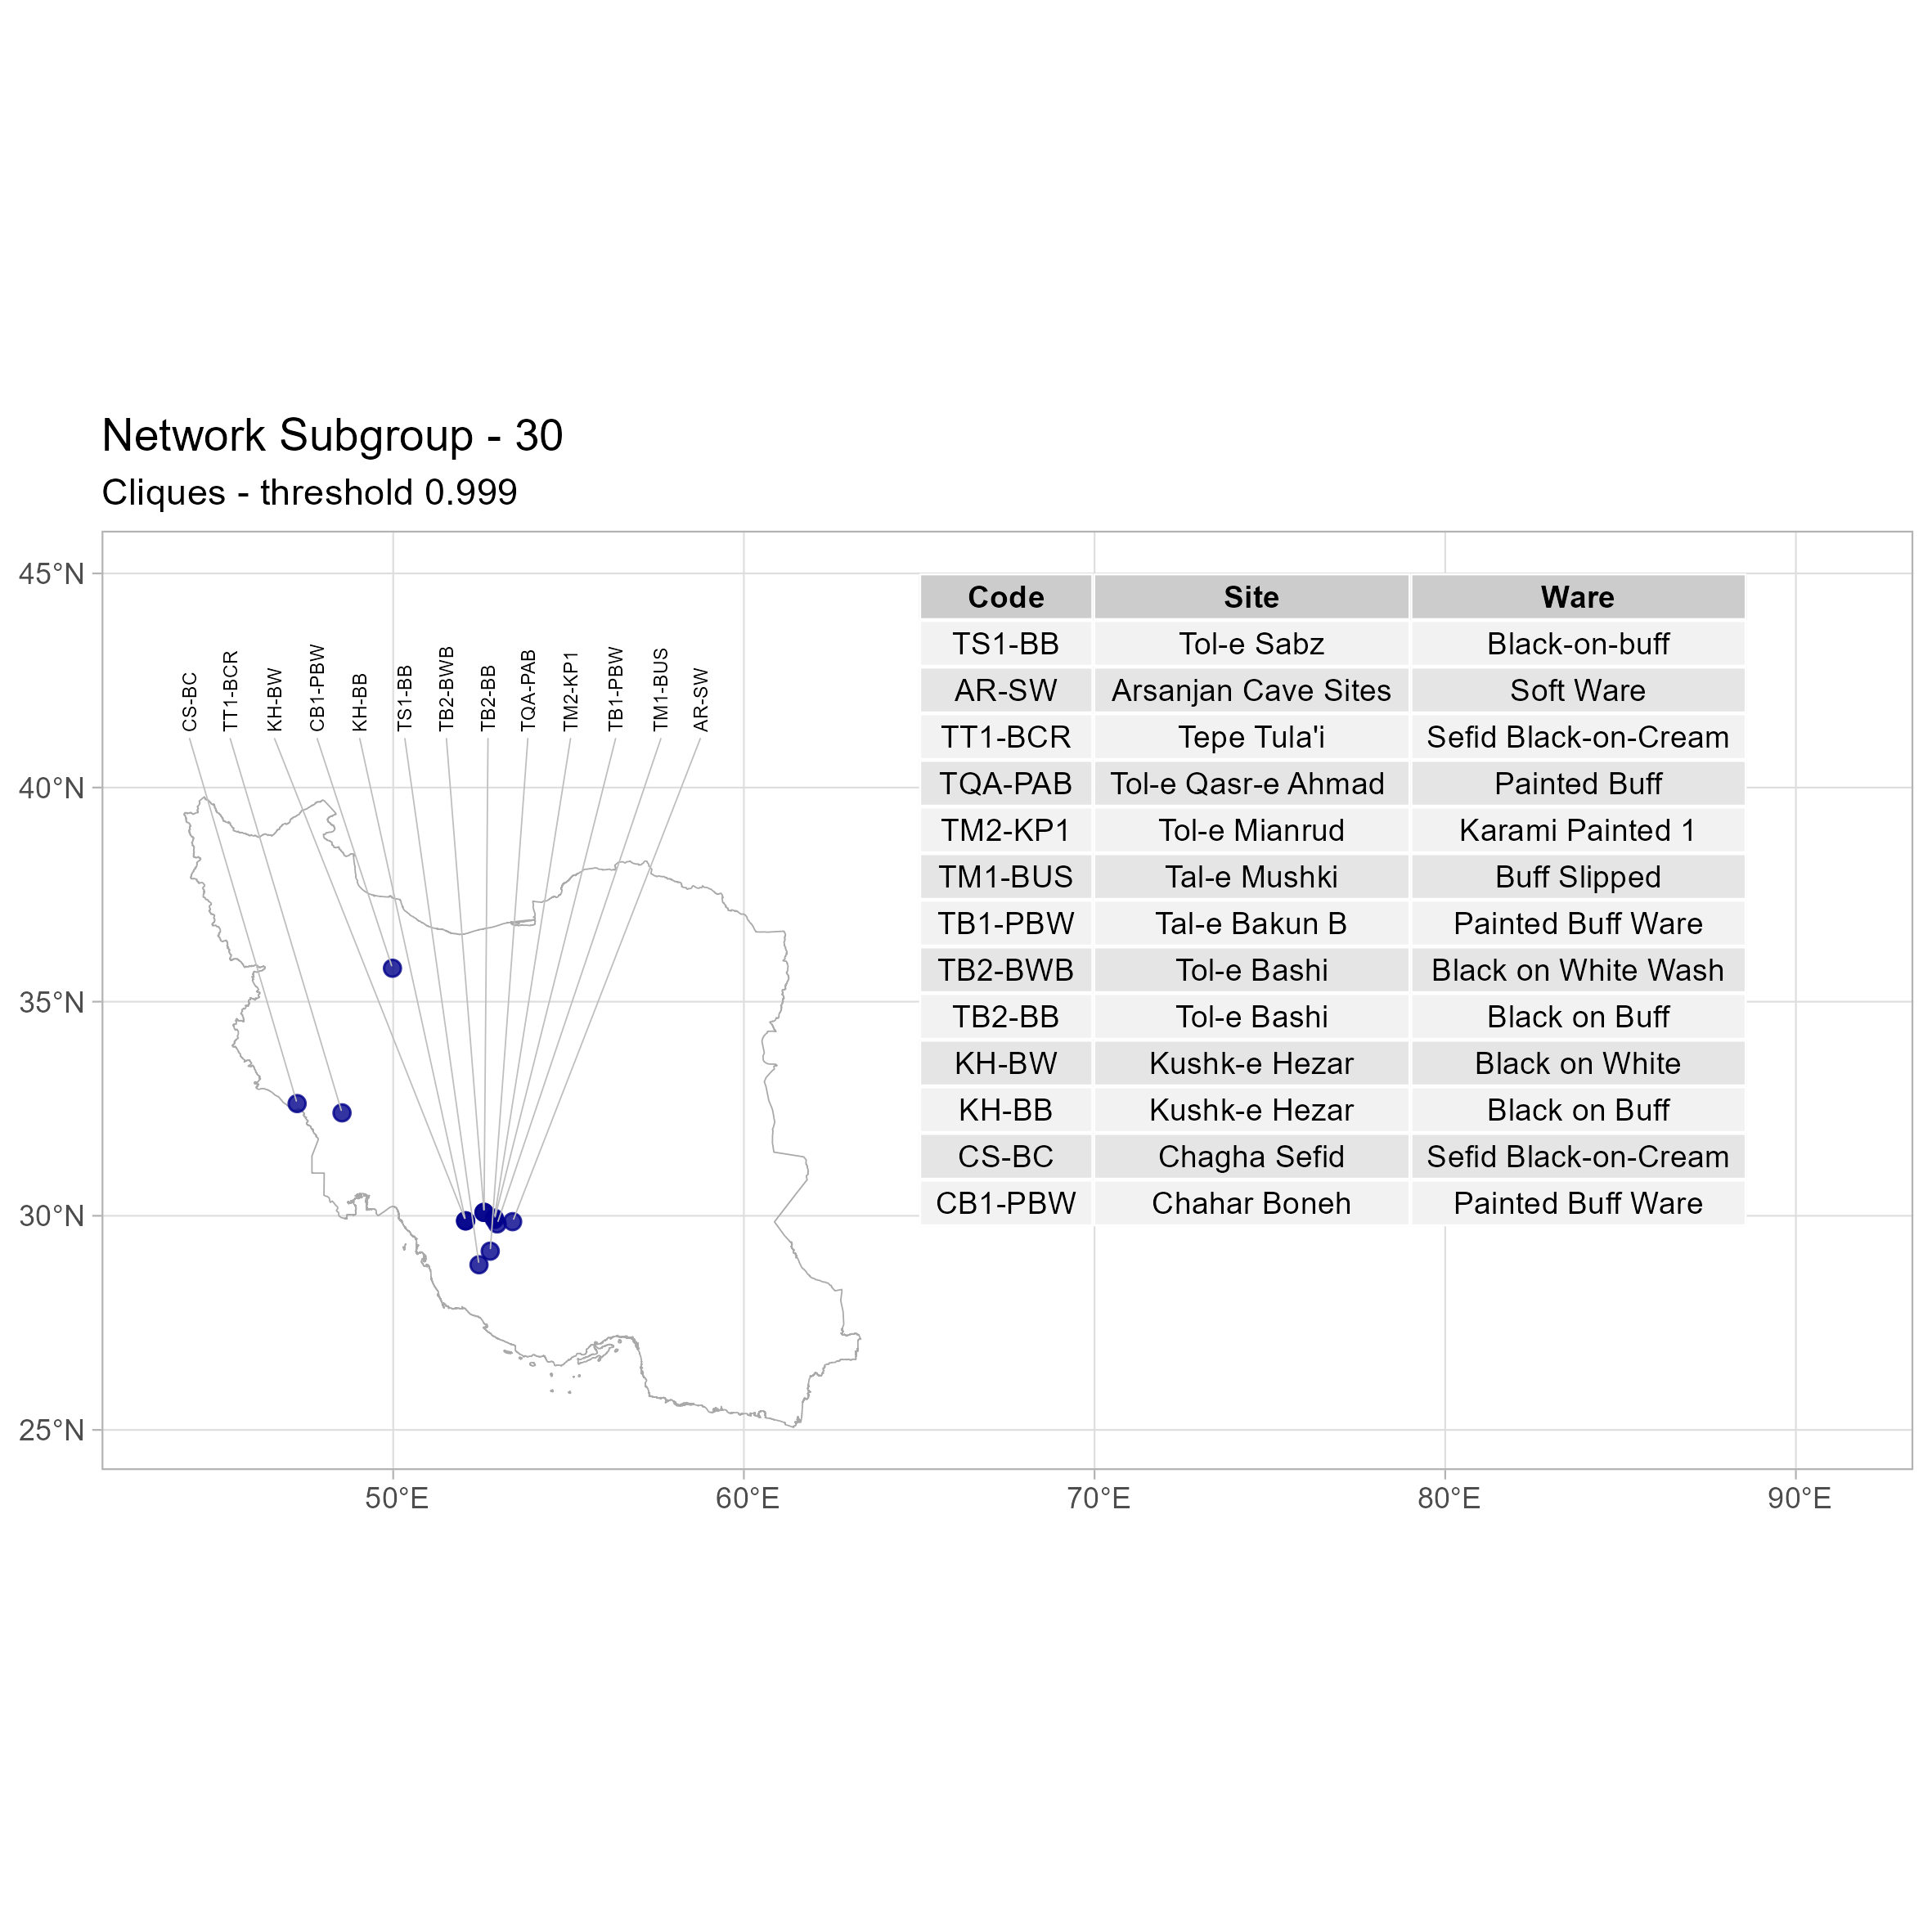 Network Subgroup - 30
Cliques - threshold 0.999
45°N
40°N
35°N
30°N
25°N
50°E
60°E
70°E
80°E
90°E
CS-BC
TT1-BCR
KH-BW
CB1-PBW
KH-BB
TS1-BB
TB2-BWB
TB2-BB
TQA-PAB
TM2-KP1
TB1-PBW
TM1-BUS
AR-SW
Code Site Ware
TS1-BB Tol-e Sabz Black-on-buff
AR-SW Arsanjan Cave Sites Soft Ware
TT1-BCR Tepe Tula'i Sefid Black-on-Cream
TQA-PAB Tol-e Qasr-e Ahmad Painted Buff
TM2-KP1 Tol-e Mianrud Karami Painted 1
TM1-BUS Tal-e Mushki Buff Slipped
TB1-PBW Tal-e Bakun B Painted Buff Ware
TB2-BWB Tol-e Bashi Black on White Wash
TB2-BB Tol-e Bashi Black on Buff
KH-BW Kushk-e Hezar Black on White
KH-BB Kushk-e Hezar Black on Buff
CS-BC Chagha Sefid Sefid Black-on-Cream
CB1-PBW Chahar Boneh Painted Buff Ware